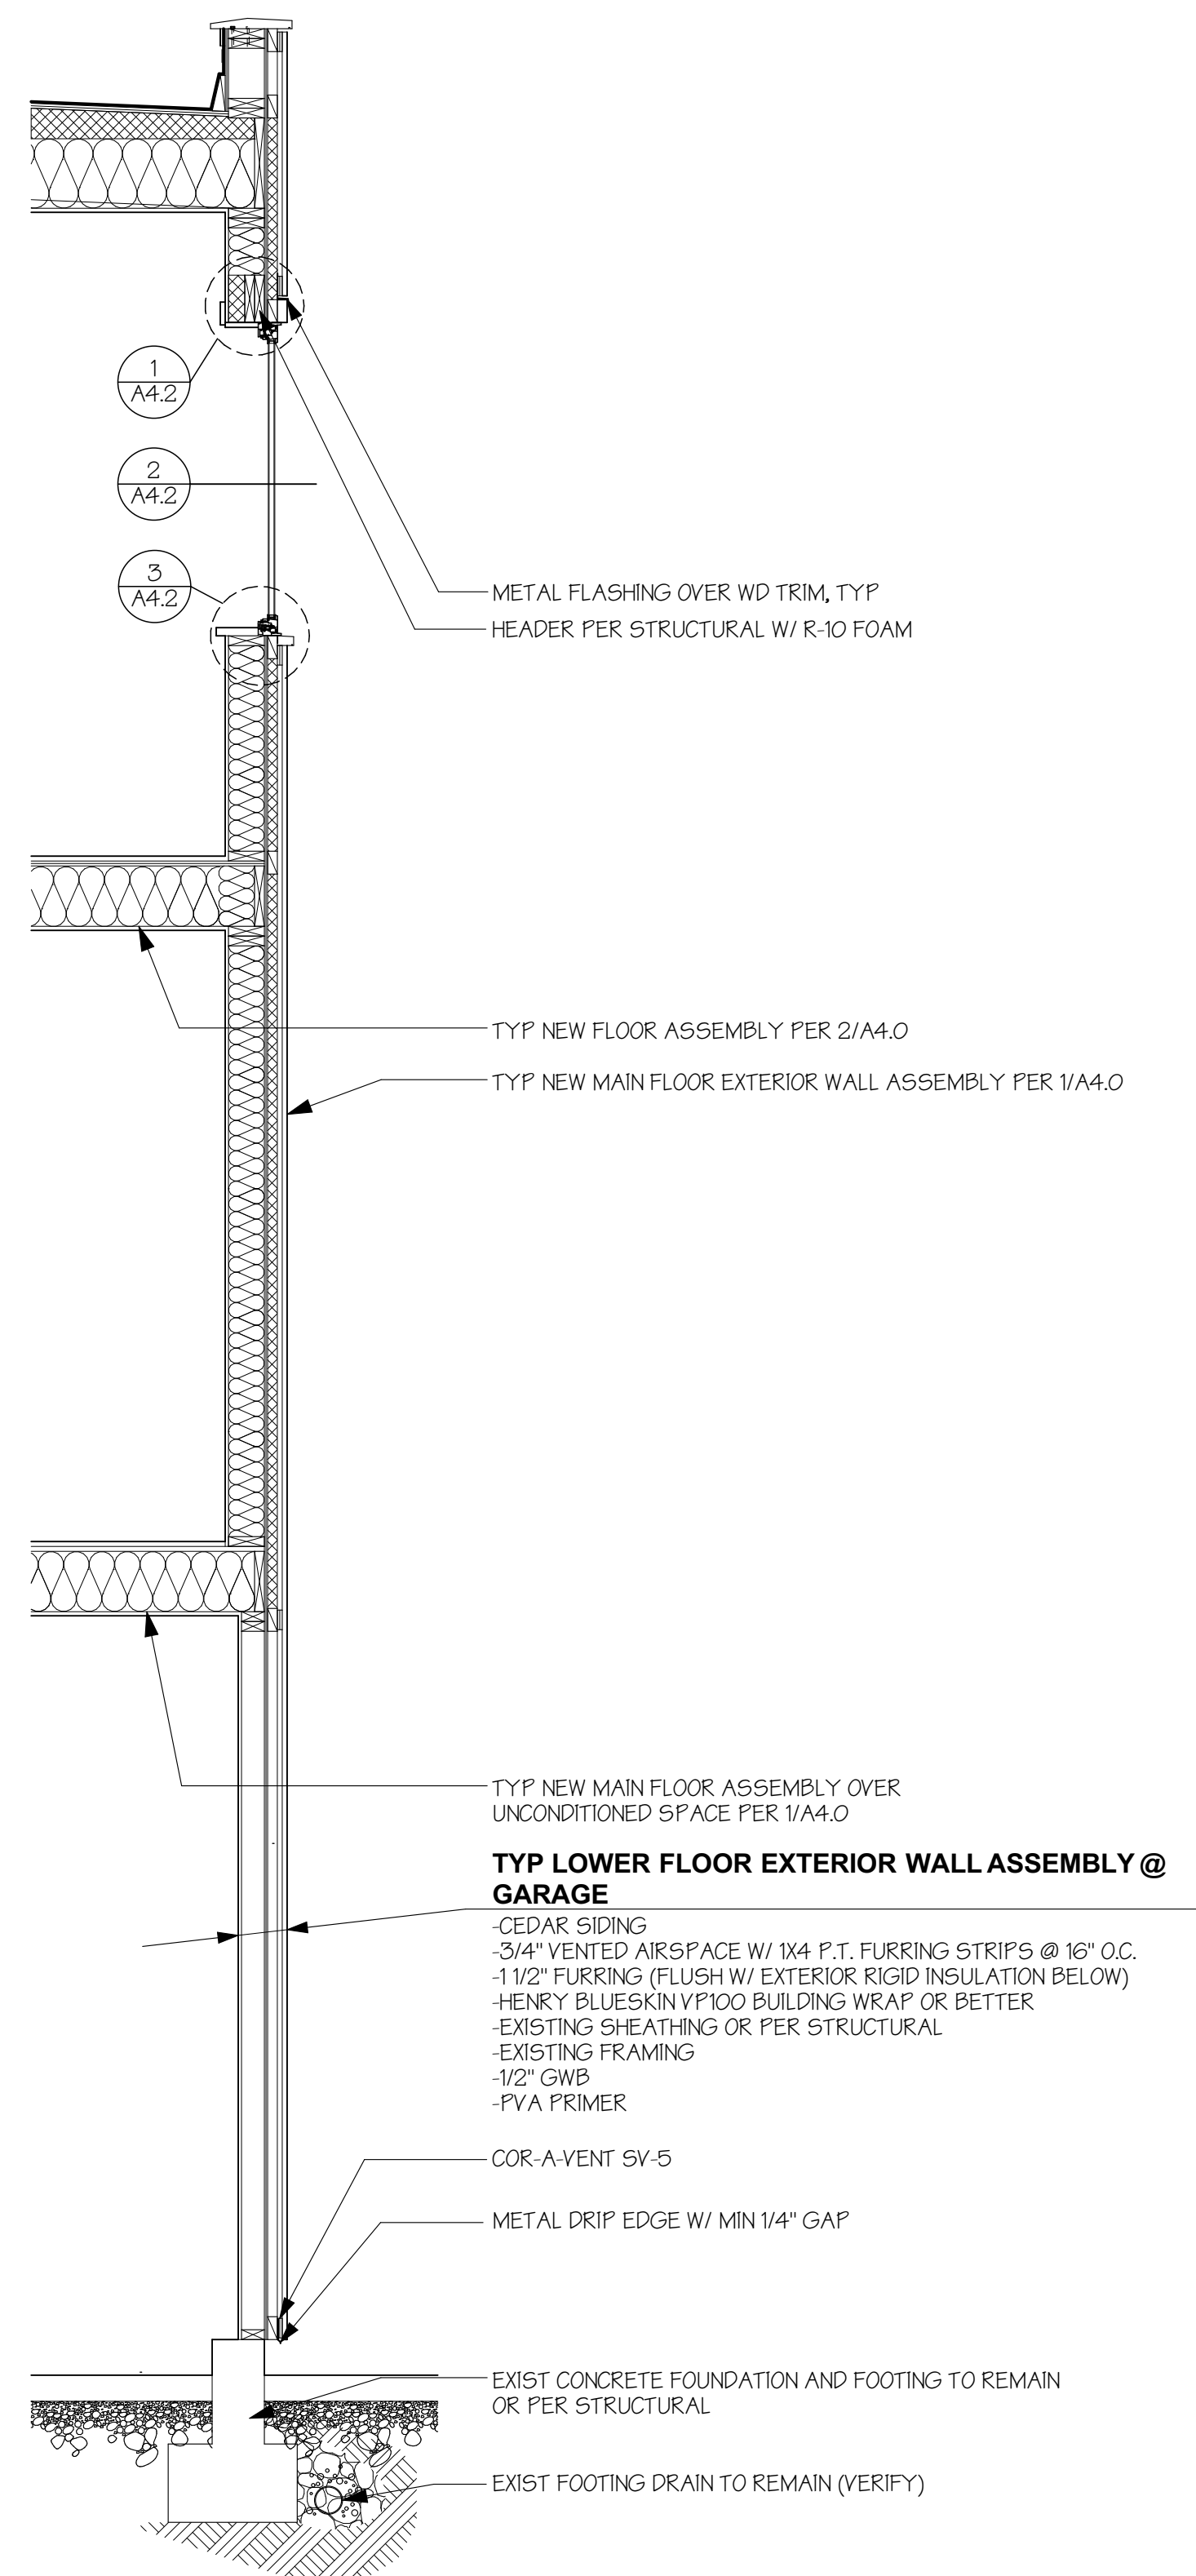 1
A4.2
2
A4.2
3
A4.2
METAL FLASHING OVER WD TRIM, TYP
HEADER PER STRUCTURAL W/ R-10 FOAM
TYP NEW FLOOR ASSEMBLY PER 2/A4.0
TYP NEW MAIN FLOOR EXTERIOR WALL ASSEMBLY PER 1/A4.0
TYP NEW MAIN FLOOR ASSEMBLY OVER
UNCONDITIONED SPACE PER 1/A4.0
TYP LOWER FLOOR EXTERIOR WALL ASSEMBLY @
GARAGE
-CEDAR SIDING
-3/4" VENTED AIRSPACE W/ 1X4 P.T. FURRING STRIPS @ 16" O.C.
-1 1/2" FURRING (FLUSH W/ EXTERIOR RIGID INSULATION BELOW)
-HENRY BLUESKIN VP100 BUILDING WRAP OR BETTER
-EXISTING SHEATHING OR PER STRUCTURAL
-EXISTING FRAMING
-1/2" GWB
-PVA PRIMER
COR-A-VENT SV-5
METAL DRIP EDGE W/ MIN 1/4" GAP
EXIST CONCRETE FOUNDATION AND FOOTING TO REMAIN
OR PER STRUCTURAL
EXIST FOOTING DRAIN TO REMAIN (VERIFY)